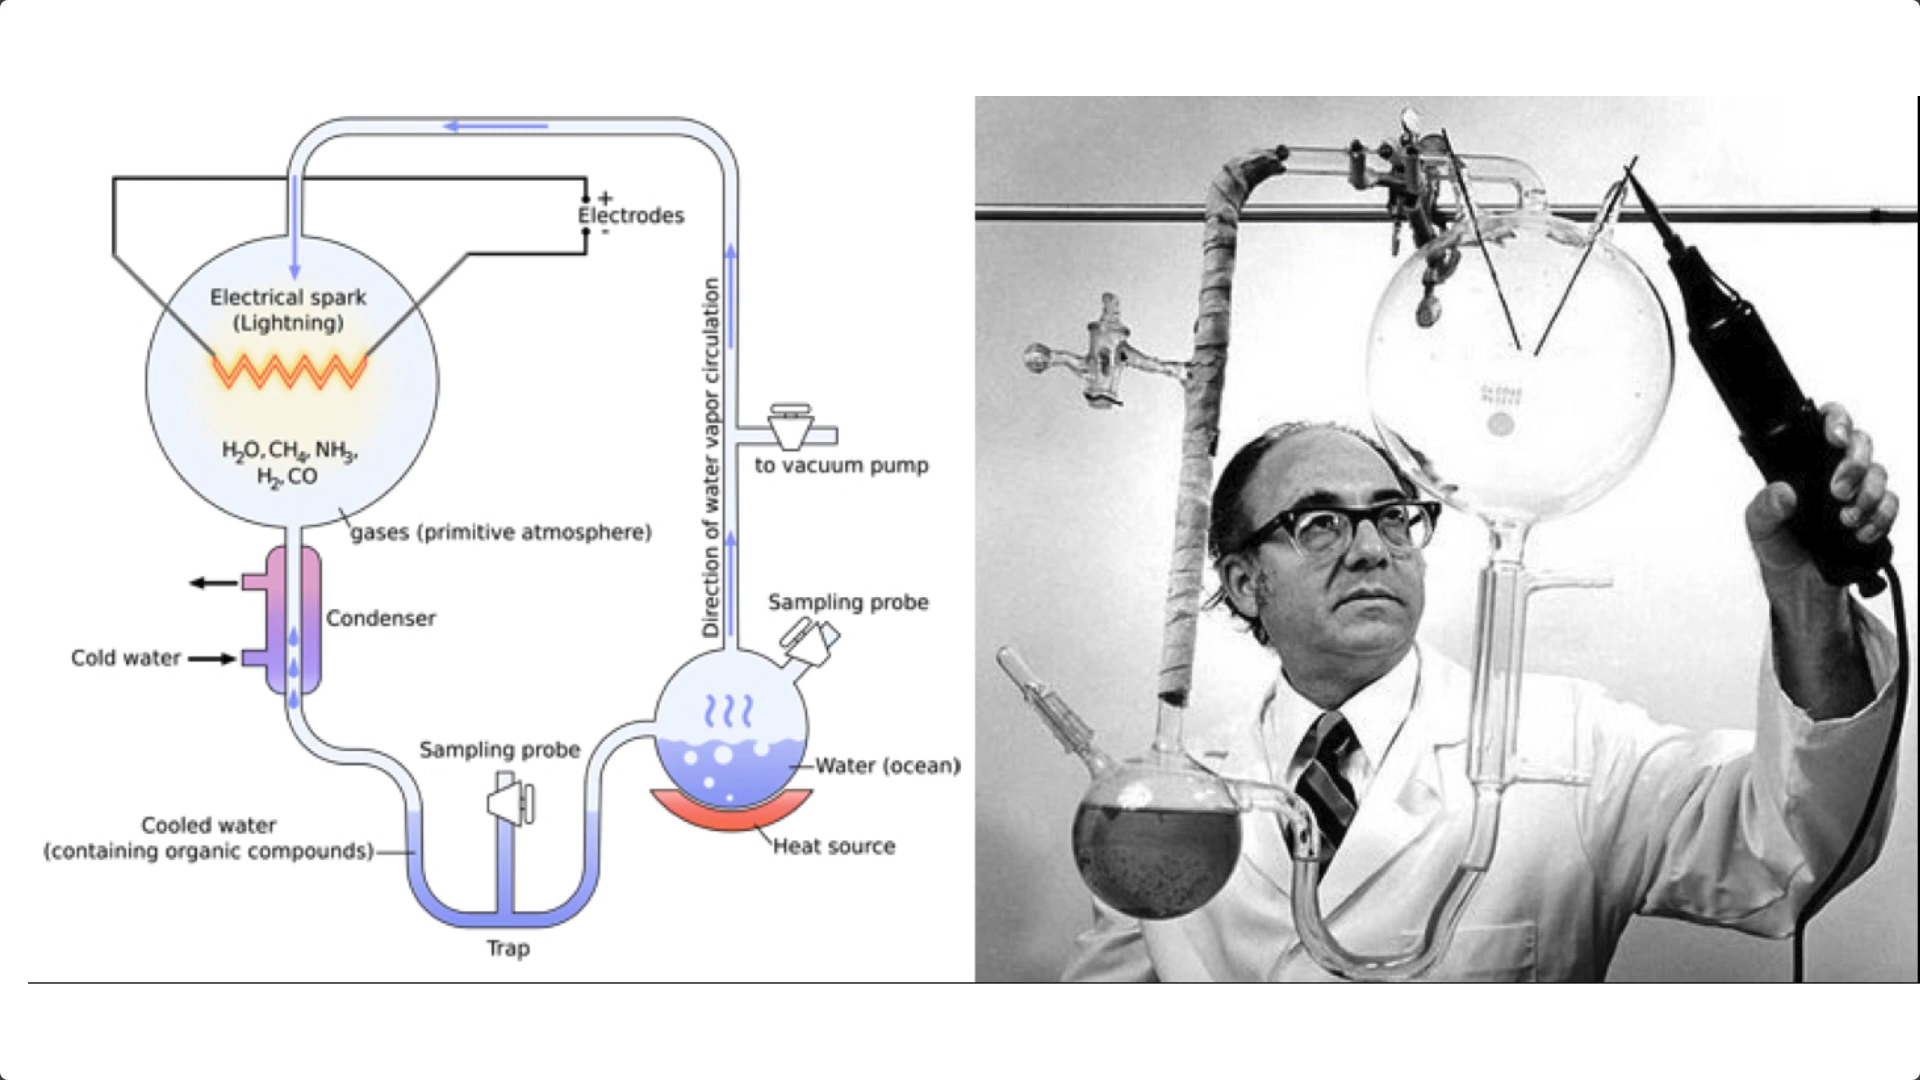 +
Electrodes
-
Electrical spark
(Lightning)
H2O, CH4, NH3,
H2, CO
gases (primitive atmosphere)
Direction of water vapor circulation
to vacuum pump
Condenser
Cold water
Sampling probe
Sampling probe
Water (ocean)
Heat source
Cooled water
(containing organic compounds)
Trap